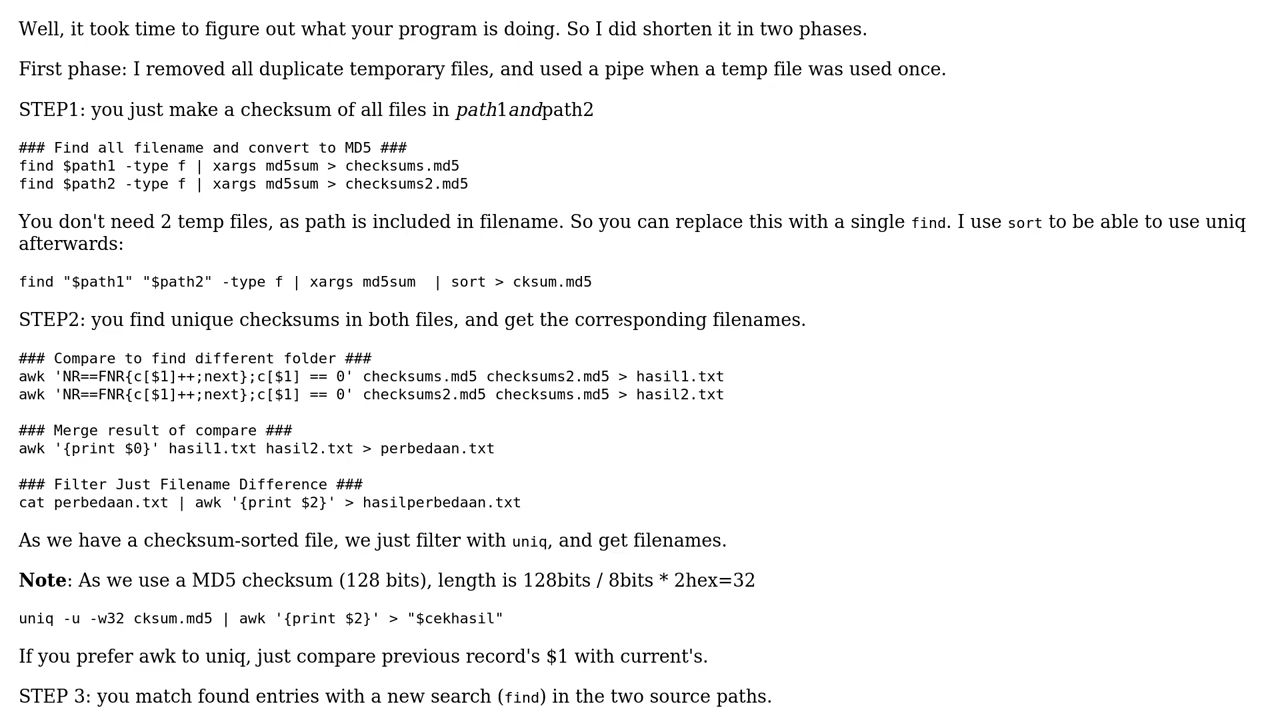 Well, it took time to figure out what your program is doing. So I did shorten it in two phases.
First phase: I removed all duplicate temporary files, and used a pipe when a temp file was used once.
STEP1: you just make a checksum of all files in path1andpath2
### Find all filename and convert to MD5 ###
find $path1 -type f | xargs md5sum > checksums.md5
find $path2 -type f | xargs md5sum > checksums2.md5
You don't need 2 temp files, as path is included in filename. So you can replace this with a single find. I use sort to be able to use uniq
afterwards:
find "$path1" "$path2" -type f | xargs md5sum  | sort > cksum.md5
STEP2: you find unique checksums in both files, and get the corresponding filenames.
### Compare to find different folder ###
awk 'NR==FNR{c[$1]++;next};c[$1] == 0' checksums.md5 checksums2.md5 > hasil1.txt
awk 'NR==FNR{c[$1]++;next};c[$1] == 0' checksums2.md5 checksums.md5 > hasil2.txt
### Merge result of compare ###
awk '{print $0}' hasil1.txt hasil2.txt > perbedaan.txt
### Filter Just Filename Difference ###
cat perbedaan.txt | awk '{print $2}' > hasilperbedaan.txt
As we have a checksum-sorted file, we just filter with uniq, and get filenames.
Note: As we use a MD5 checksum (128 bits), length is 128bits / 8bits * 2hex=32
uniq -u -w32 cksum.md5 | awk '{print $2}' > "$cekhasil"
If you prefer awk to uniq, just compare previous record's $1 with current's.
STEP 3: you match found entries with a new search (find) in the two source paths.